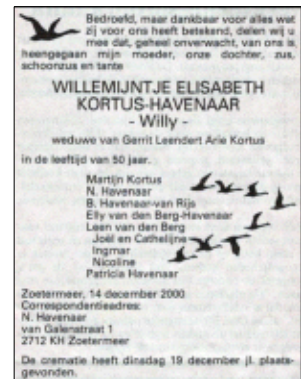 Bedroefd, maar dankbaar voor alles wat
zij voor ons heeft betekend, delen wij u
mee dat, geheel onverwacht, van ons is
heengegaan mijn moeder, onze dochter, zus,
schoonzus en tante
WILLEMIJNTJE ELISABETH
KORTUS-HAVENAAR
- Willy -
weduwe van Gerrit Leendert Arie Kortus
in de leeftijd van 50 jaar.
Martijn Kortus
N. Havenaar
B. Havenaar-van Rijs
Elly van den Berg-Havenaar
Leen van den Berg
Joël en Cathelijne
Ingmar
Nicoline
Patricia Havenaar
Zoetermeer, 14 december 2000
Correspondentieadres:
N. Havenaar
van Galenstraat 1
2712 KH Zoetermeer
De crematie heeft dinsdag 19 december jl. plaats-
gevonden.